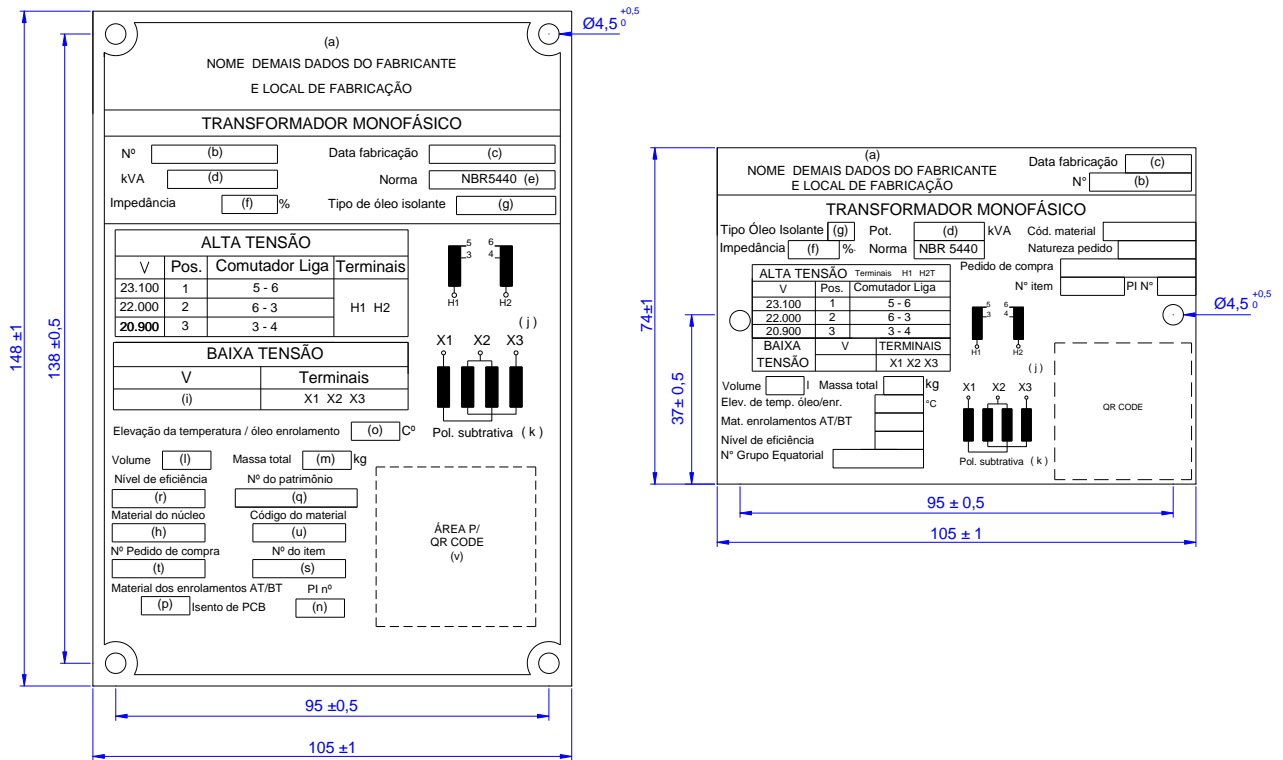 (a)
NOME DEMAIS DADOS DO FABRICANTE
E LOCAL DE FABRICAÇÃO
TRANSFORMADOR MONOFÁSICO
Nº (b) Data fabricação (c)
kVA (d) Norma NBR5440 (e)
Impedância (f) % Tipo de óleo isolante (g)
ALTA TENSÃO
V Pos. Comutador Liga Terminais
23.100 1 5 - 6
22.000 2 6 - 3 H1 H2
20.900 3 3 - 4
5 6
3 4
H1 H2
( j )
BAIXA TENSÃO
V Terminais
(i) X1 X2 X3
X1 X2 X3
Pol. subtrativa ( k )
Elevação da temperatura / óleo enrolamento (o) Cº
Volume (l) Massa total (m) kg
Nível de eficiência Nº do patrimônio
(r) (q)
Material do núcleo Código do material
(h) (u)
Nº Pedido de compra Nº do item
(t) (s)
Material dos enrolamentos AT/BT PI nº
(p) Isento de PCB (n)
ÁREA P/
QR CODE
(v)
148 ±1
138 ±0,5
95 ±0,5
105 ±1
Ø4,5 +0,5 0
(a)
NOME DEMAIS DADOS DO FABRICANTE
E LOCAL DE FABRICAÇÃO
Data fabricação (c)
N° (b)
TRANSFORMADOR MONOFÁSICO
Tipo Óleo Isolante (g) Pot. (d) kVA Cód. material
Impedância (f) %. Norma NBR 5440 Natureza pedido
Pedido de compra
N° item PI N°
ALTA TENSÃO Terminais H1 H2T
V Pos. Comutador Liga
23.100 1 5 - 6
22.000 2 6 - 3
20.900 3 3 - 4
BAIXA V TERMINAIS
TENSÃO X1 X2 X3
5 6
3 4
H1 H2
( j )
Volume l Massa total kg
Elev. de temp. óleo/enr. °C
Mat. enrolamentos AT/BT
Nível de eficiência
N° Grupo Equatorial
X1 X2 X3
Pol. subtrativa ( k )
QR CODE
74±1
37± 0,5
95 ± 0,5
105 ± 1
Ø4,5 +0,5 0